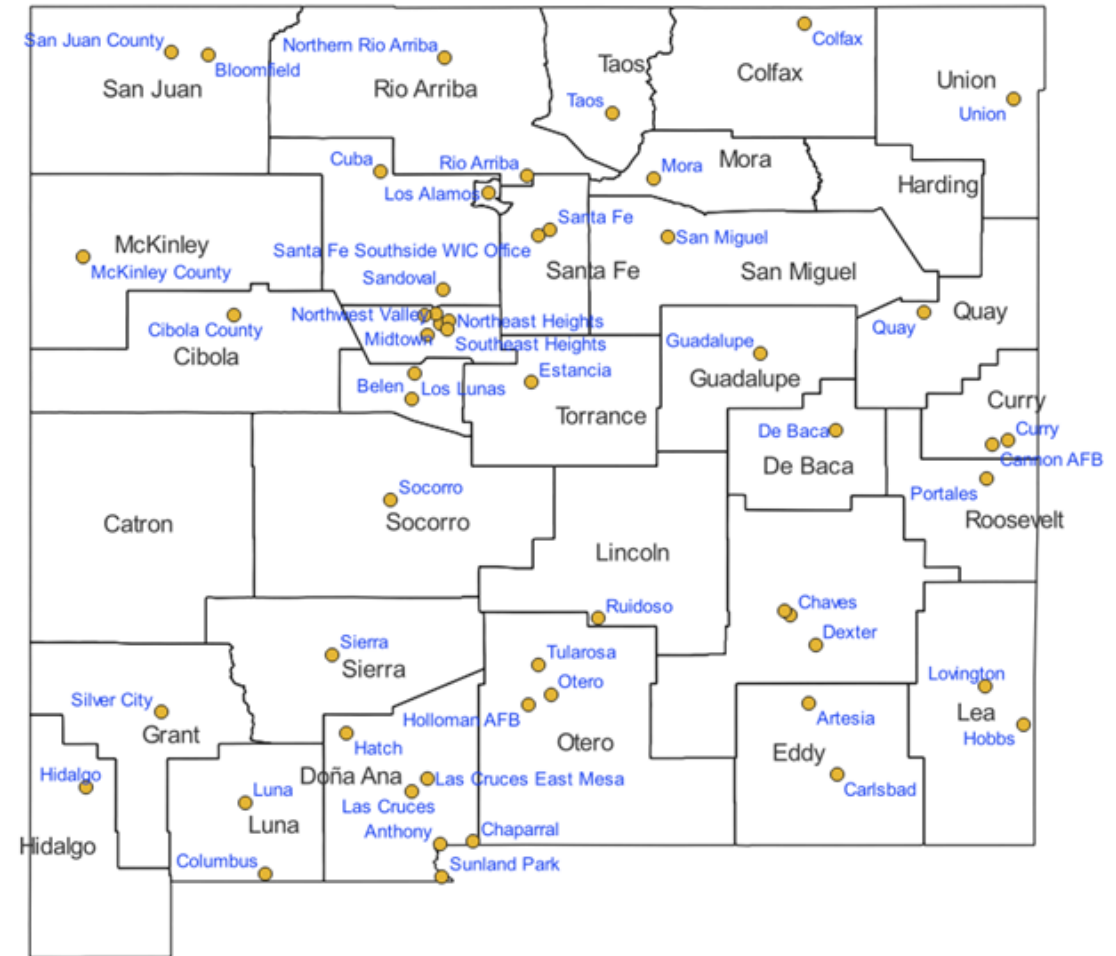 San Juan County
Bloomfield
San Juan
Northern Rio Arriba
Rio Arriba
Taos
Taos
Colfax
Colfax
Union
Union
Cuba
Rio Arriba
Los Alamos
Mora
Mora
Harding
McKinley
McKinley County
Santa Fe
Santa Fe Southside WIC Office
Santa Fe
San Miguel
San Miguel
Sandoval
Cibola County
Cibola
Northwest Valley
Northeast Heights
Midtown
Southeast Heights
Quay
Quay
Guadalupe
Guadalupe
Belen
Los Lunas
Estancia
Torrance
Curry
Curry
Cannon AFB
De Baca
De Baca
Portales
Roosevelt
Catron
Socorro
Socorro
Lincoln
Ruidoso
Chaves
Dexter
Sierra
Sierra
Tularosa
Otero
Holloman AFB
Otero
Lovington
Lea
Hobbs
Silver City
Grant
Artesia
Eddy
Carlsbad
Hatch
Doña Ana
Las Cruces East Mesa
Las Cruces
Hidalgo
Hidalgo
Luna
Luna
Columbus
Anthony
Chaparral
Sunland Park